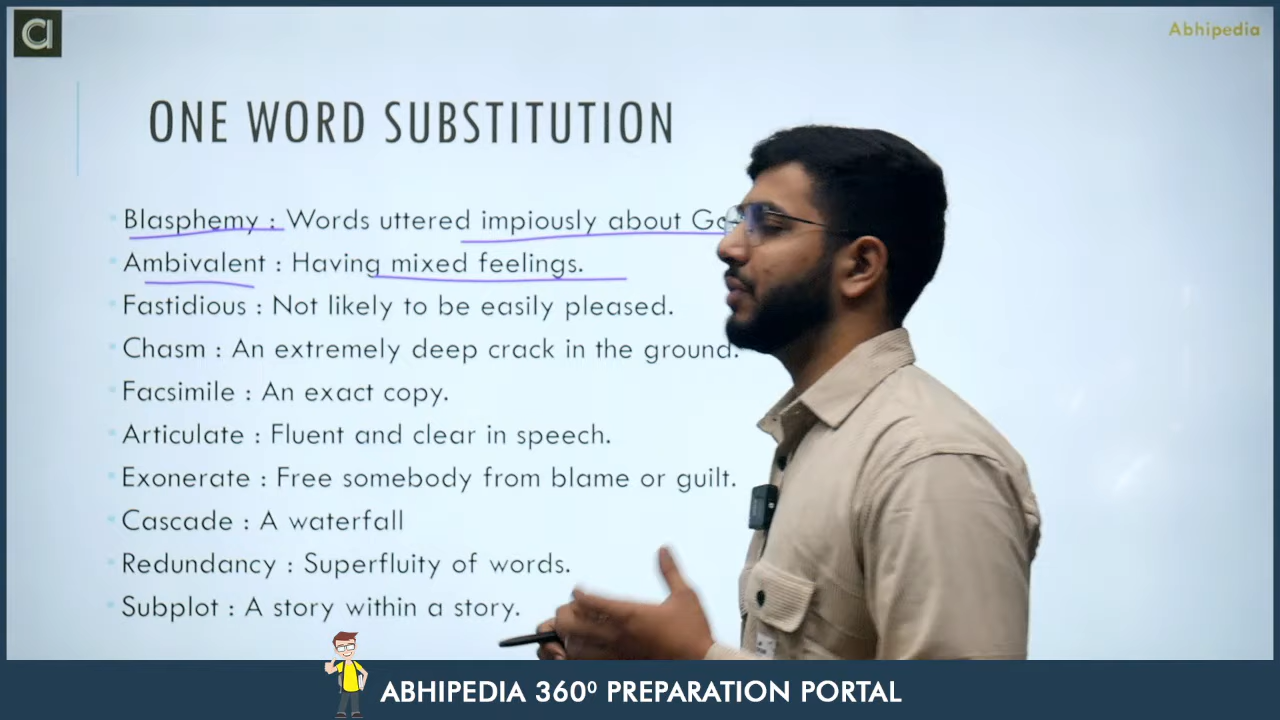 Abhipedia
ONE WORD SUBSTITUTION
Blasphemy : Words uttered impiously about
Ambivalent : Having mixed feelings.
Fastidious : Not likely to be easily pleased.
Chasm : An extremely deep crack in the ground.
Facsimile : An exact copy.
Articulate : Fluent and clear in speech.
Exonerate : Free somebody from blame or guilt.
Cascade : A waterfall
Redundancy : Superfluity of words.
Subplot : A story within a story.
ABHIPEDIA 360⁰ PREPARATION PORTAL